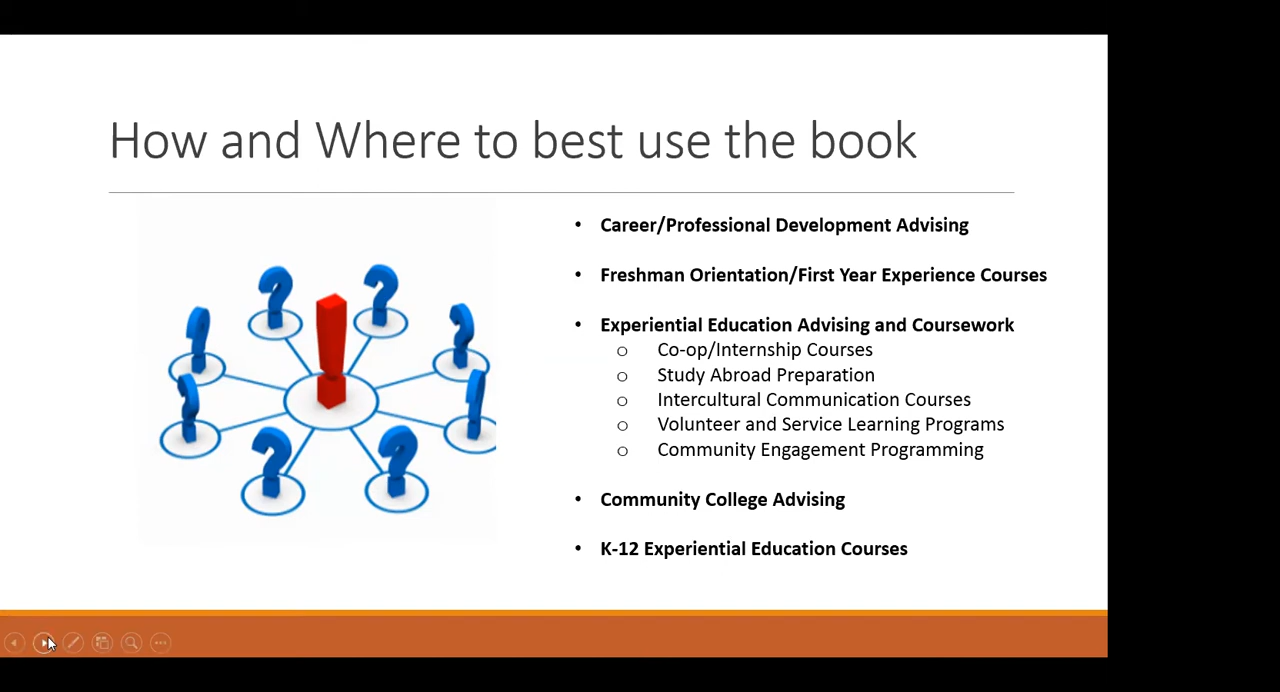 How and Where to best use the book
• Career/Professional Development Advising
• Freshman Orientation/First Year Experience Courses
• Experiential Education Advising and Coursework
o Co-op/Internship Courses
o Study Abroad Preparation
o Intercultural Communication Courses
o Volunteer and Service Learning Programs
o Community Engagement Programming
• Community College Advising
• K-12 Experiential Education Courses